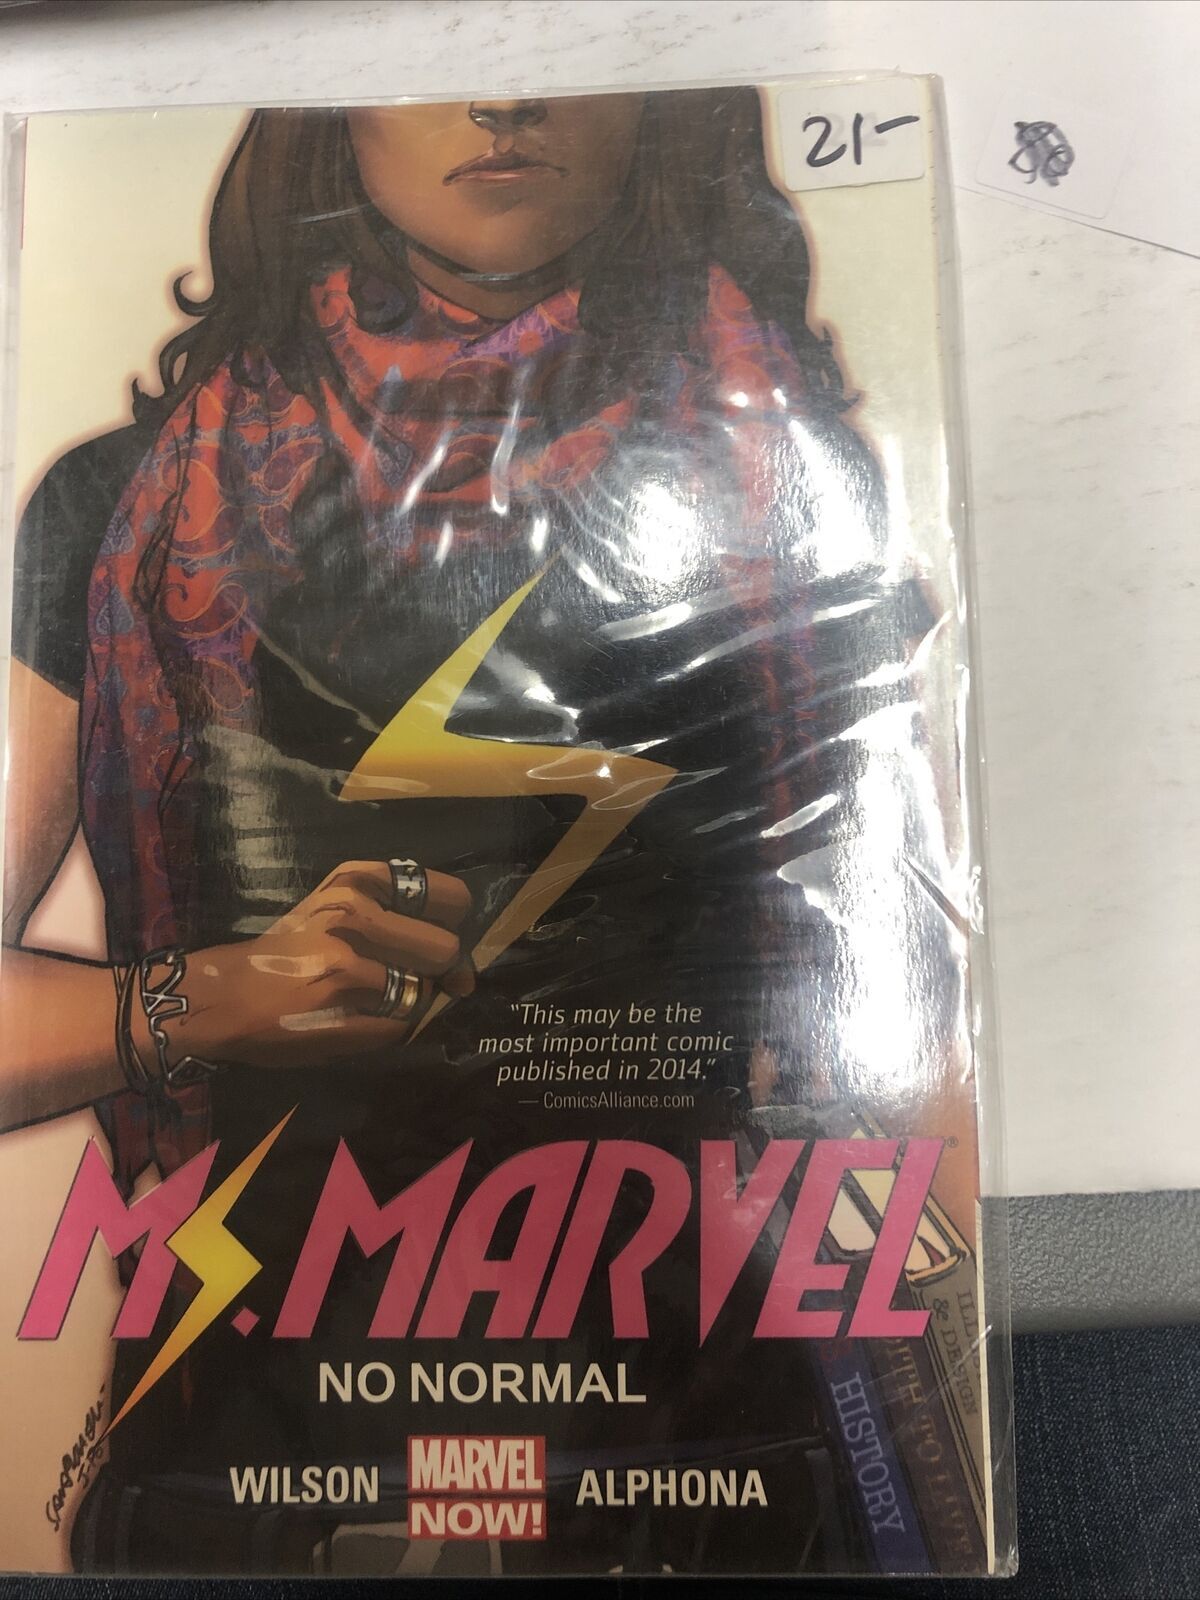 21-
"This may be the
most important comic
published in 2014."
— ComicsAlliance.com
Ms. MARVEL®
& DESIGN
HISTORY
NO NORMAL
WILSON
MARVEL
NOW!
ALPHONA